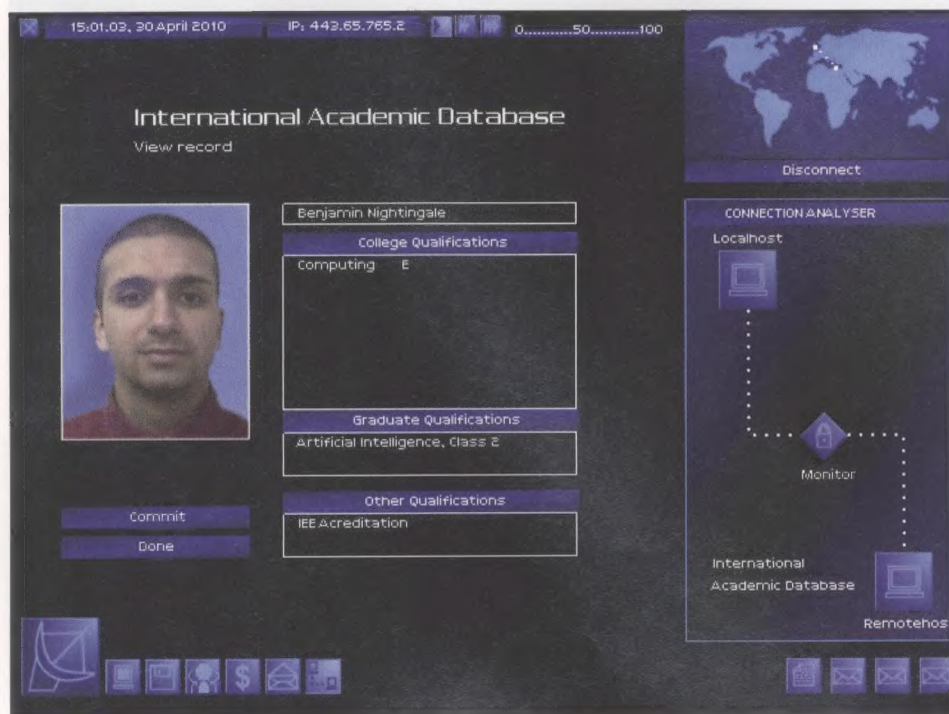 15:01.03, 30 April 2010
IP: 443.65.765.2
0...........50...........100
International Academic Database
View record
Disconnect
Benjamin Nightingale
College Qualifications
Computing E
Graduate Qualifications
Artificial Intelligence, Class 2
Other Qualifications
IEE Acreditation
Commit
Done
CONNECTION ANALYSER
Localhost
Monitor
International
Academic Database
Remotehos
$